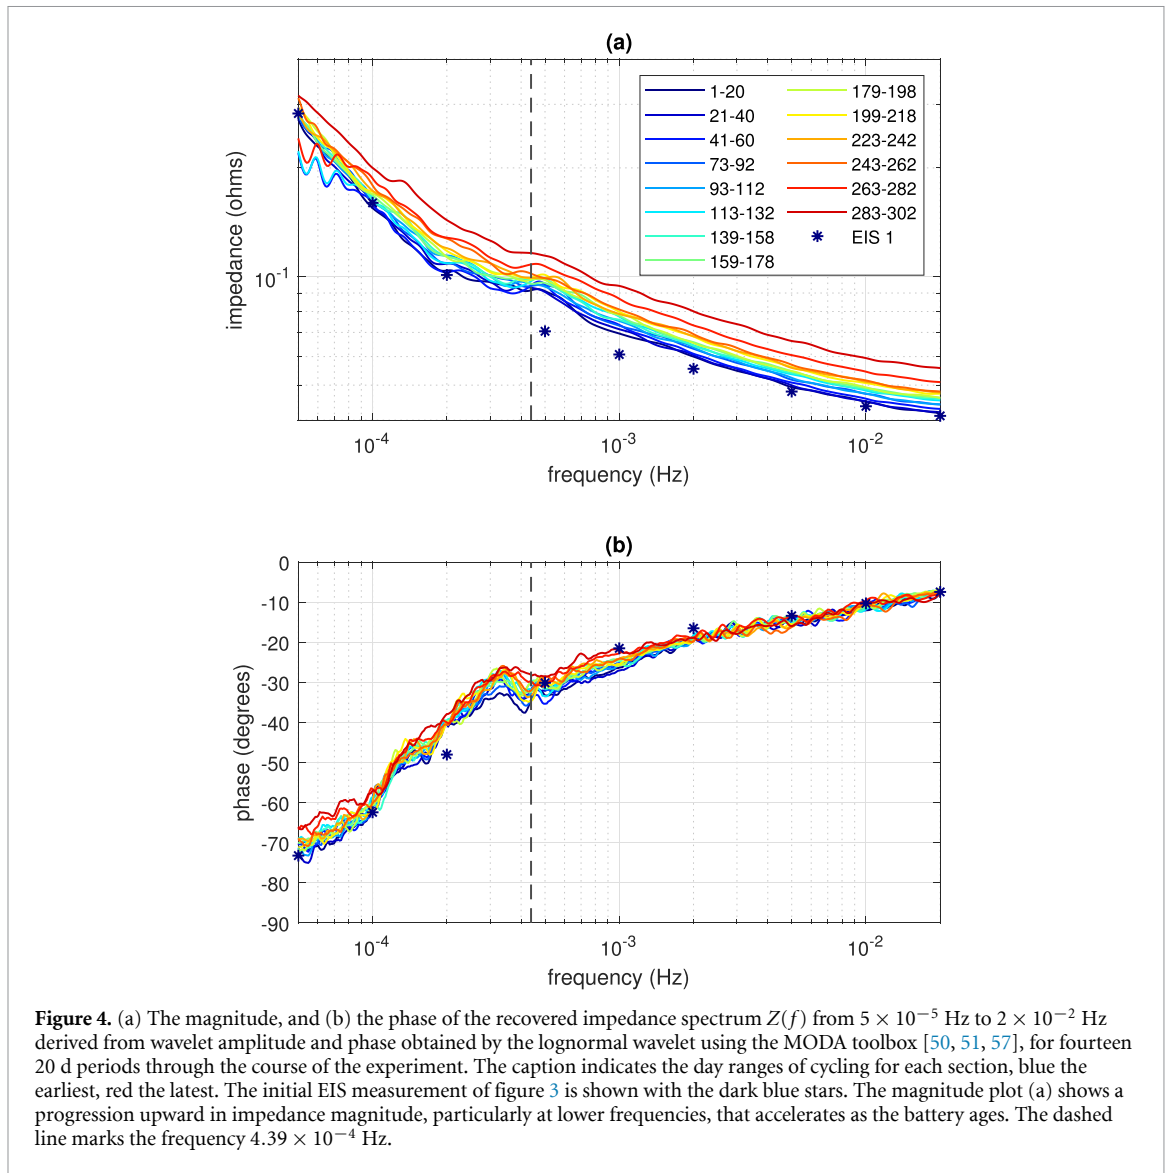 (a)
impedance (ohms)
10⁻¹
1-20
21-40
41-60
73-92
93-112
113-132
139-158
159-178
179-198
199-218
223-242
243-262
263-282
283-302
EIS 1
10⁻⁴ 10⁻³ 10⁻²
frequency (Hz)
(b)
phase (degrees)
0
-10
-20
-30
-40
-50
-60
-70
-80
-90
10⁻⁴ 10⁻³ 10⁻²
frequency (Hz)
Figure 4. (a) The magnitude, and (b) the phase of the recovered impedance spectrum Z(f) from 5 × 10⁻⁵ Hz to 2 × 10⁻² Hz
derived from wavelet amplitude and phase obtained by the lognormal wavelet using the MODA toolbox [50, 51, 57], for fourteen
20 d periods through the course of the experiment. The caption indicates the day ranges of cycling for each section, blue the
earliest, red the latest. The initial EIS measurement of figure 3 is shown with the dark blue stars. The magnitude plot (a) shows a
progression upward in impedance magnitude, particularly at lower frequencies, that accelerates as the battery ages. The dashed
line marks the frequency 4.39 × 10⁻⁴ Hz.